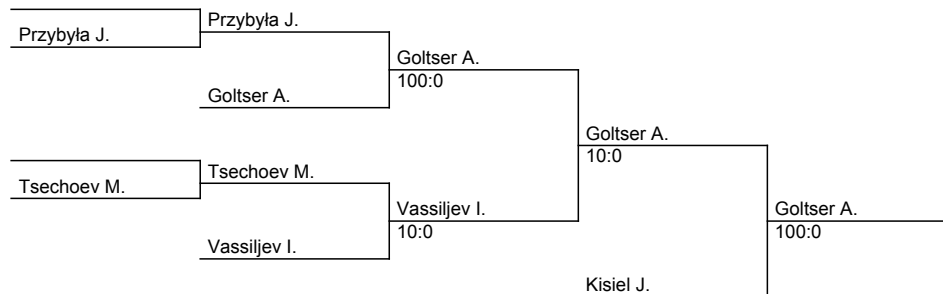 Przybyła J.
Przybyła J.
Goltser A.
100:0
Goltser A.
Goltser A.
10:0
Tsechoev M.
Tsechoev M.
Vassiljev I.
10:0
Goltser A.
100:0
Vassiljev I.
Kisiel J.